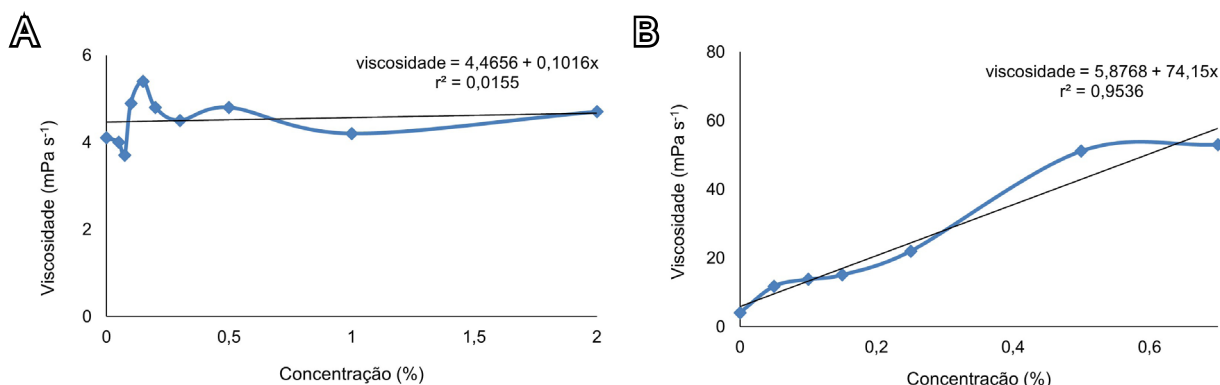 A
viscosidade = 4,4656 + 0,1016x
r² = 0,0155
Viscosidade (mPa s⁻¹)
6
4
2
0
0
0,5
1
1,5
2
Concentração (%)
B
viscosidade = 5,8768 + 74,15x
r² = 0,9536
Viscosidade (mPa s⁻¹)
80
60
40
20
0
0
0,2
0,4
0,6
Concentração (%)